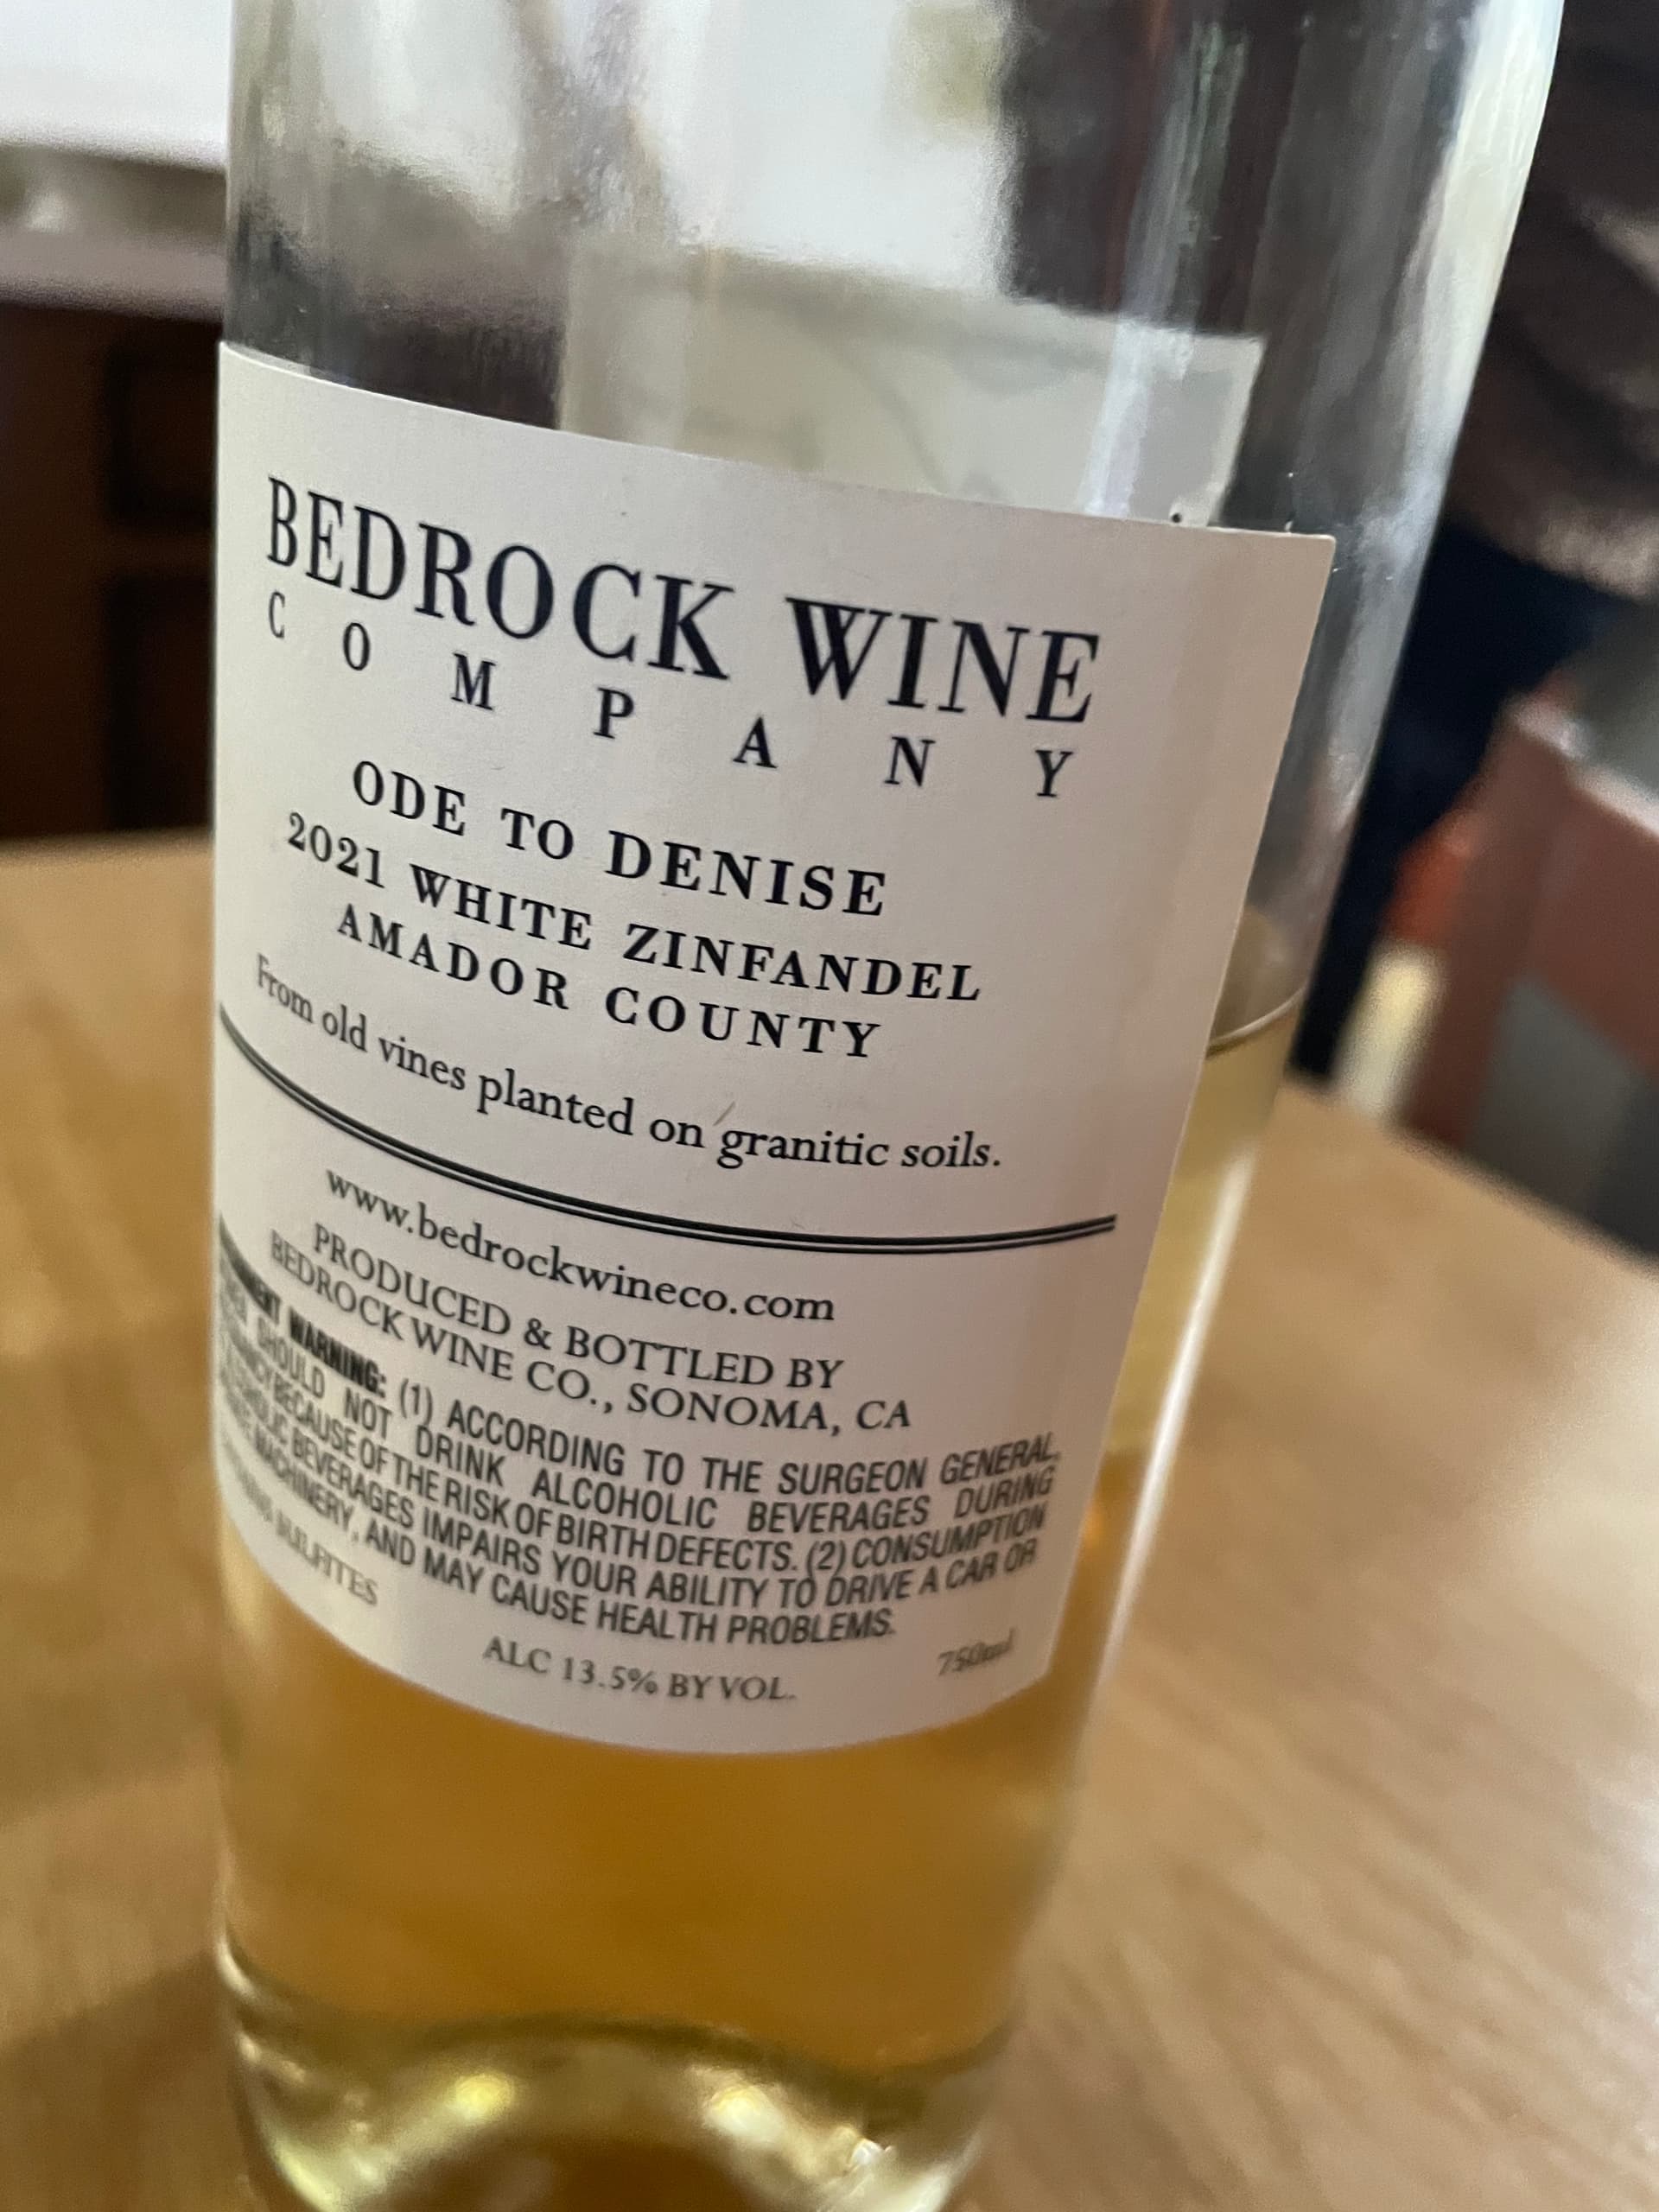 BEDROCK WINE
COMPANY
ODE TO DENISE
2021 WHITE ZINFANDEL
AMADOR COUNTY
From old vines planted on granitic soils.
www.bedrockwineco.com
PRODUCED & BOTTLED BY
BEDROCK WINE CO., SONOMA, CA
WARNING: (1) ACCORDING TO THE SURGEON GENERAL,
SHOULD NOT DRINK ALCOHOLIC BEVERAGES DURING
BECAUSE OF THE RISK OF BIRTH DEFECTS. (2) CONSUMPTION
BEVERAGES IMPAIRS YOUR ABILITY TO DRIVE A CAR OR
MACHINERY, AND MAY CAUSE HEALTH PROBLEMS.
SULFITES
ALC 13.5% BY VOL.
750ml